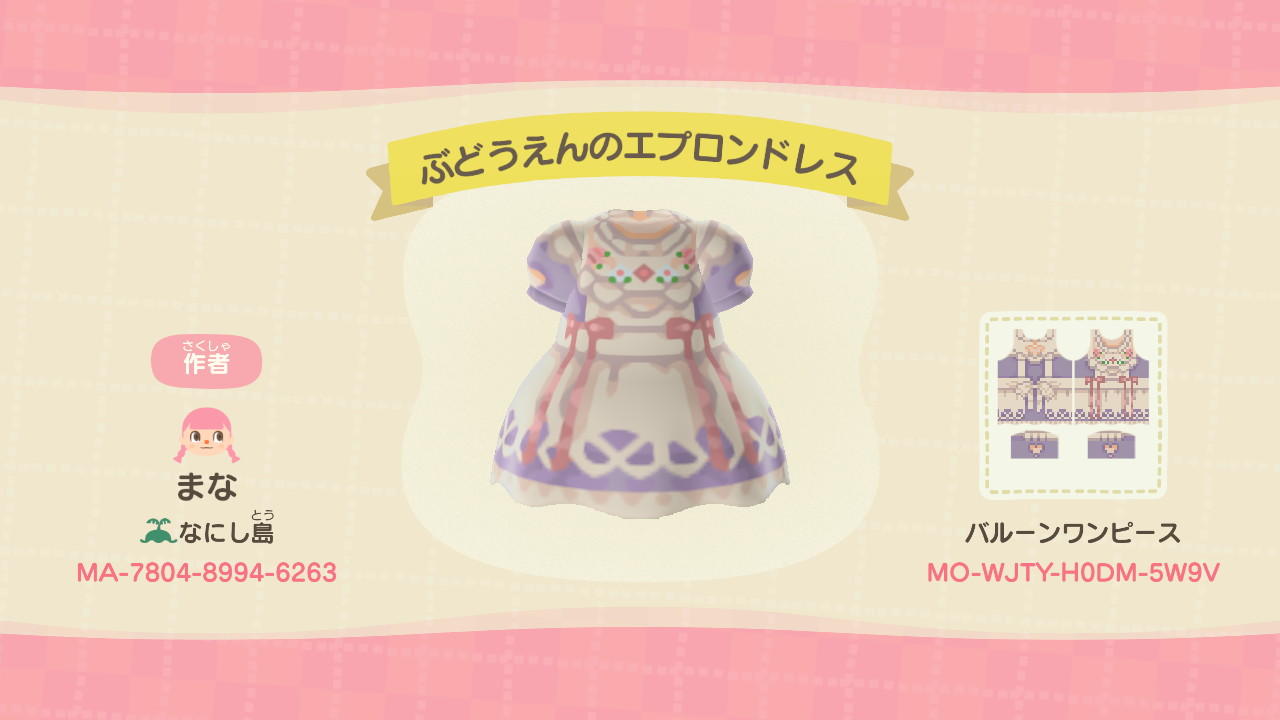 ぶどうえんのエプロンドレス
さくしゃ
作者
まな
とう
なにし島
MA-7804-8994-6263
バルーンワンピース
MO-WJTY-H0DM-5W9V